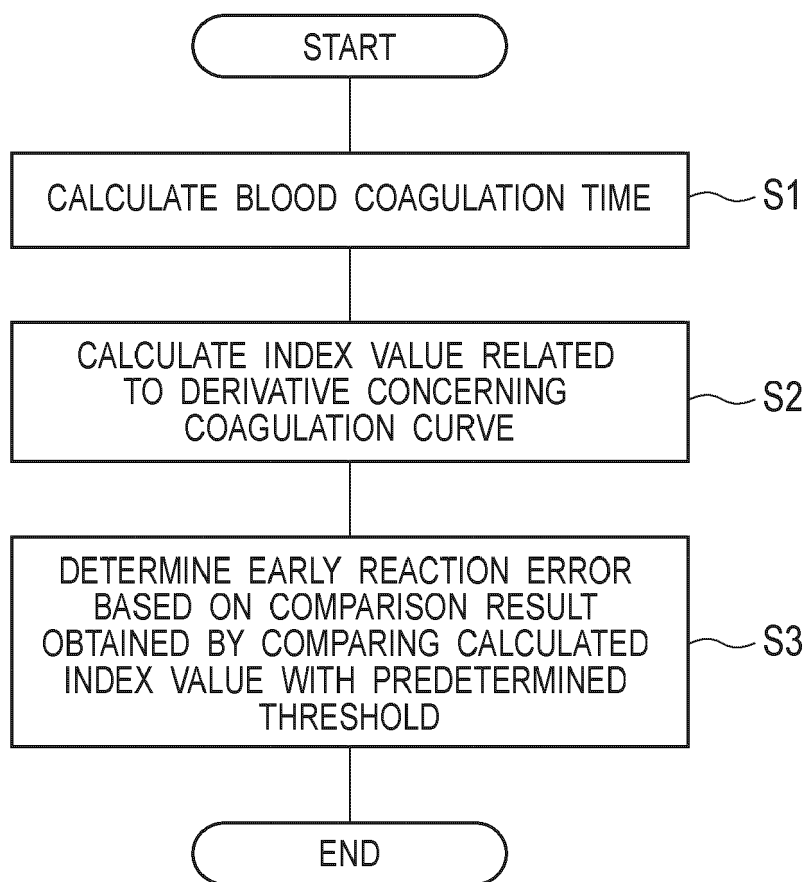 START
CALCULATE BLOOD COAGULATION TIME
S1
CALCULATE INDEX VALUE RELATED
TO DERIVATIVE CONCERNING
COAGULATION CURVE
S2
DETERMINE EARLY REACTION ERROR
BASED ON COMPARISON RESULT
OBTAINED BY COMPARING CALCULATED
INDEX VALUE WITH PREDETERMINED
THRESHOLD
S3
END